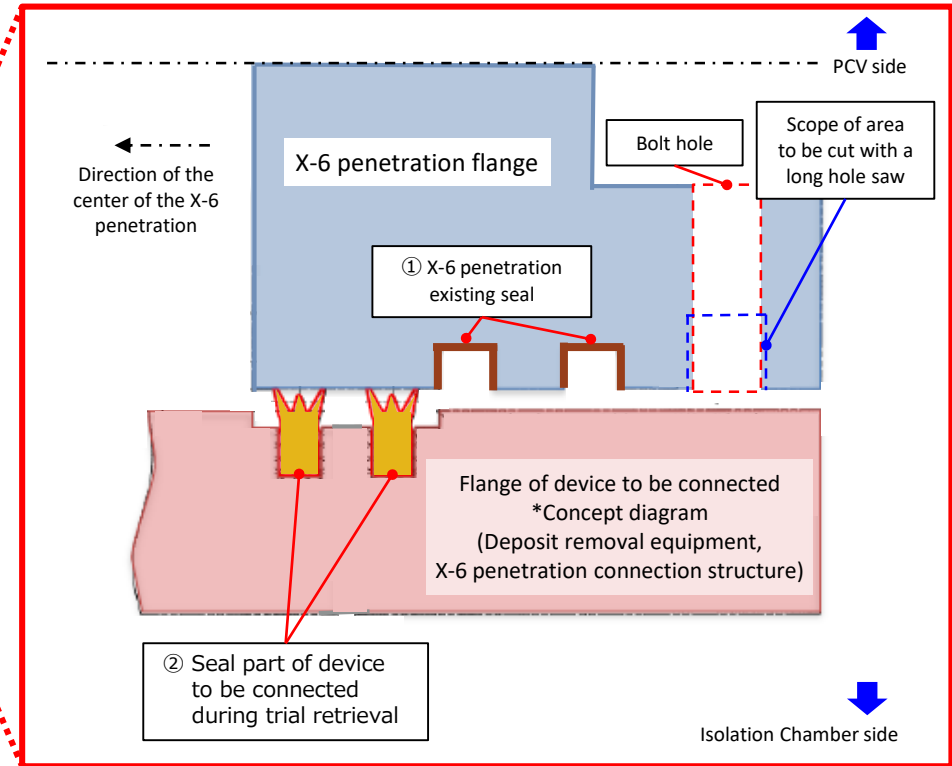 PCV side
Bolt hole
Scope of area
to be cut with a
long hole saw
X-6 penetration flange
Direction of the
center of the X-6
penetration
① X-6 penetration
existing seal
Flange of device to be connected
*Concept diagram
(Deposit removal equipment,
X-6 penetration connection structure)
② Seal part of device
to be connected
during trial retrieval
Isolation Chamber side